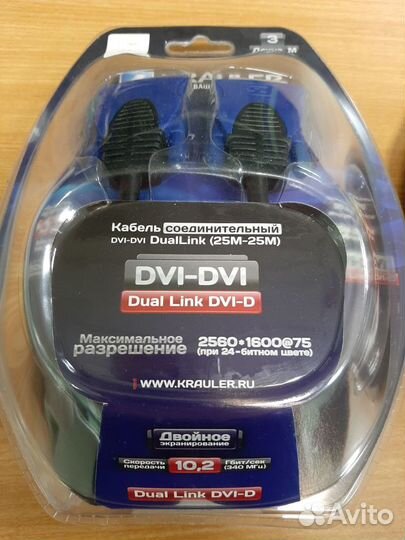 3
М
KRAULER
ВАШ
Кабель соединительный
DVI-DVI DualLink (25M-25M)
DVI-DVI
Dual Link DVI-D
Максимальное разрешение
2560*1600@75
(при 24-битном цвете)
WWW.KRAULER.RU
Двойное
экранирование
Скорость передачи 10,2 Гбит/сек (340 МГц)
Dual Link DVI-D
Avito